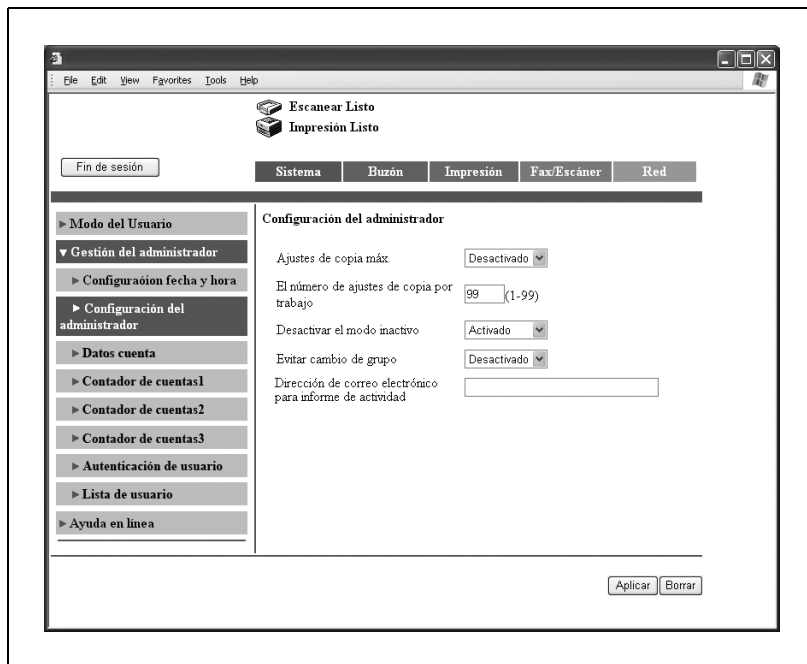 File Edit View Favorites Tools Help
Escanear Listo
Impresión Listo
Fin de sesión
Sistema Buzón Impresión Fax/Escáner Red
Modo del Usuario
Gestión del administrador
Configuraóion fecha y hora
Configuración del
administrador
Datos cuenta
Contador de cuentas1
Contador de cuentas2
Contador de cuentas3
Autenticación de usuario
Lista de usuario
Ayuda en línea
Configuración del administrador
Ajustes de copia máx. Desactivado
El número de ajustes de copia por
trabajo 99 (1-99)
Desactivar el modo inactivo Activado
Evitar cambio de grupo Desactivado
Dirección de correo electrónico
para informe de actividad
Aplicar Borrar